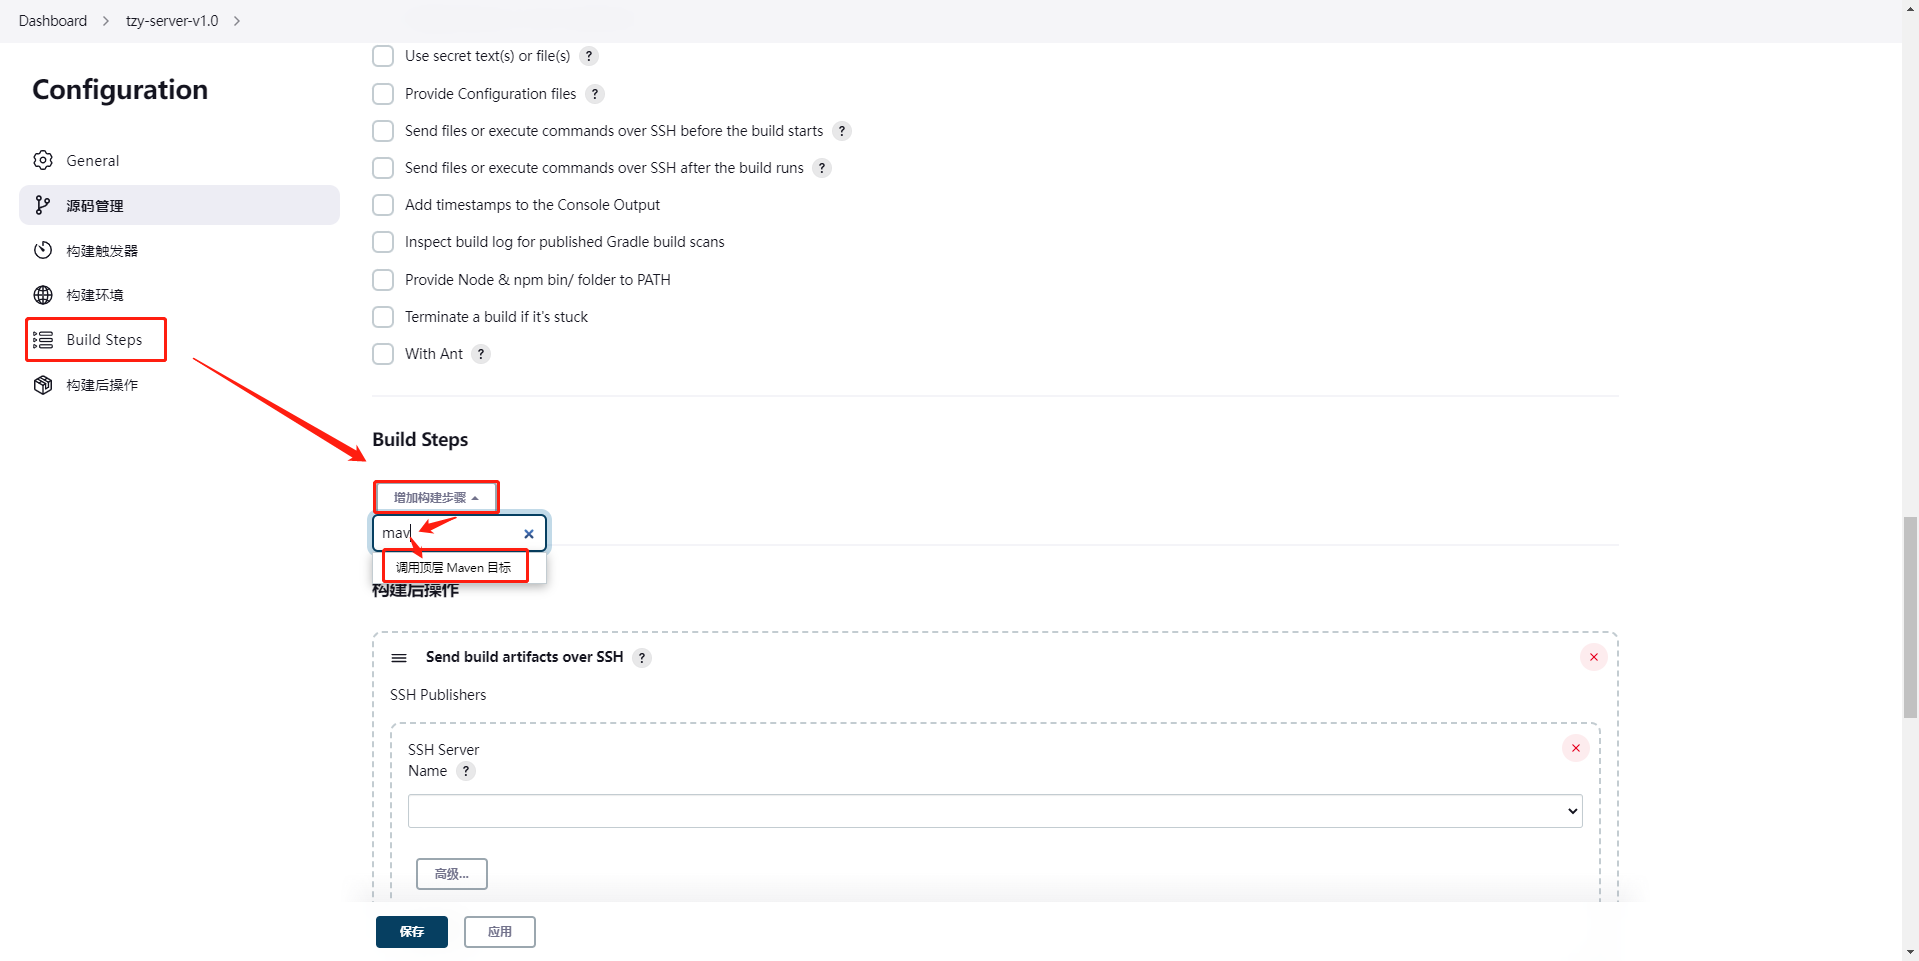 Dashboard
tzy-server-v1.0
Configuration
General
源码管理
构建触发器
构建环境
Build Steps
构建后操作
Use secret text(s) or file(s) ?
Provide Configuration files ?
Send files or execute commands over SSH before the build starts ?
Send files or execute commands over SSH after the build runs ?
Add timestamps to the Console Output
Inspect build log for published Gradle build scans
Provide Node & npm bin/ folder to PATH
Terminate a build if it's stuck
With Ant ?
Build Steps
增加构建步骤
mav
调用顶层 Maven 目标
构建后操作
Send build artifacts over SSH ?
SSH Publishers
SSH Server
Name ?
高级...
保存
应用